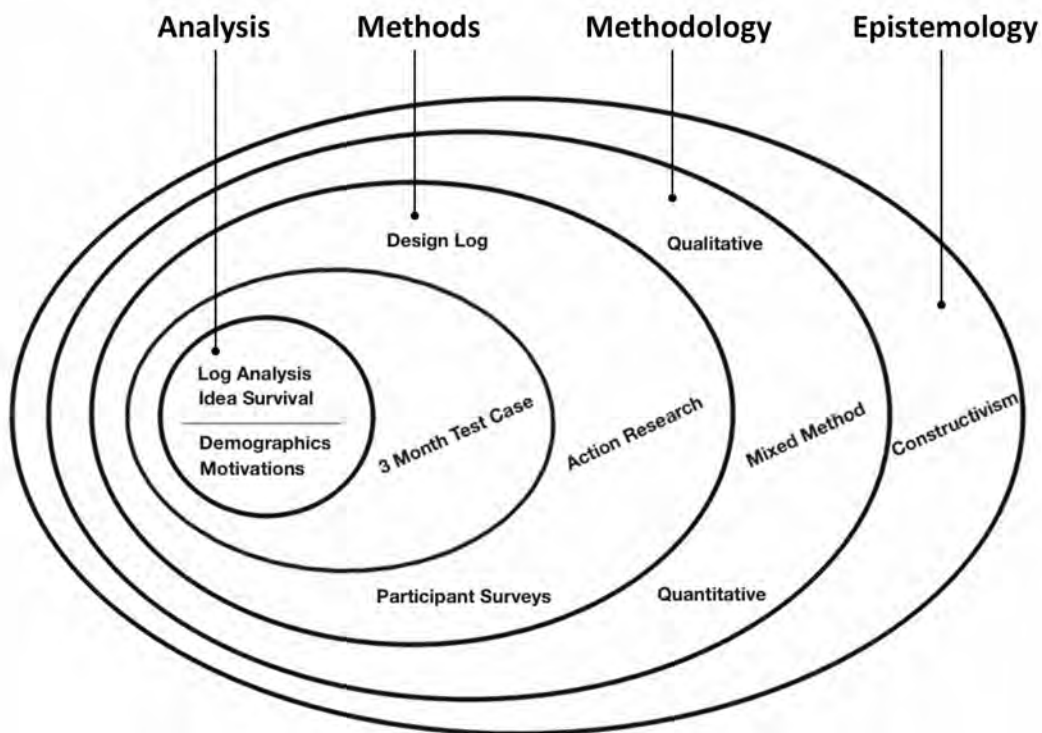 Analysis Methods Methodology Epistemology
Design Log
Qualitative
Log Analysis
Idea Survival
Demographics
Motivations
3 Month Test Case
Action Research
Mixed Method
Constructivism
Participant Surveys
Quantitative